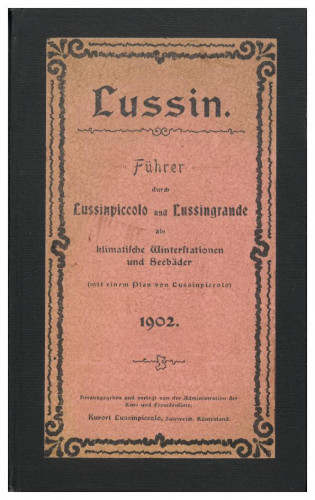 Lussin.
Führer
durch
Lussinpiccolo und Lussingrande
als
klimatische Winterstationen
und Seebäder
(mit einem Plan von Lussinpiccolo)
1902.
Herausgegeben und verlegt von der Administration der
Kurort Lussinpiccolo, Österreich, Küstenland.